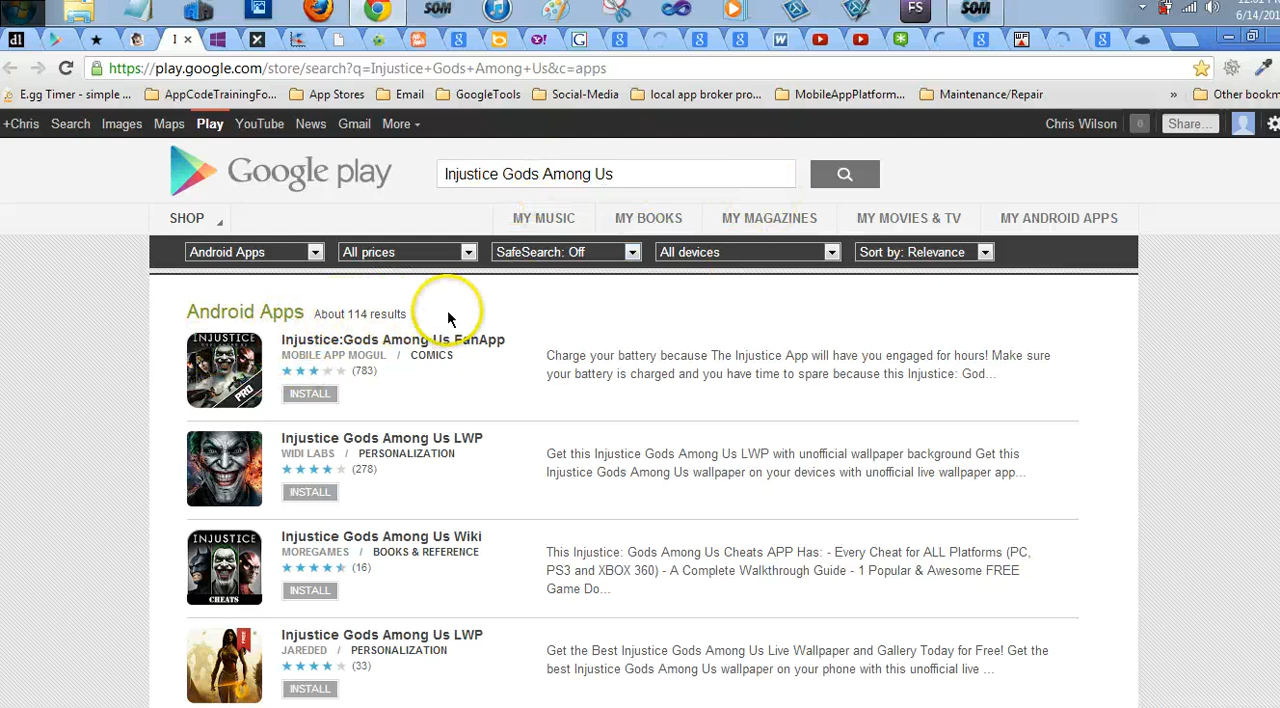 SOM
FS
SOM
6/14/201
https://play.google.com/store/search?q=Injustice+Gods+Among+Us&c=apps
E.gg Timer - simple ... AppCodeTrainingFo... App Stores Email GoogleTools Social-Media local app broker pro... MobileAppPlatform... Maintenance/Repair » Other bookm
+Chris Search Images Maps Play YouTube News Gmail More Chris Wilson 0 Share...
Google play Injustice Gods Among Us
SHOP MY MUSIC MY BOOKS MY MAGAZINES MY MOVIES & TV MY ANDROID APPS
Android Apps All prices SafeSearch: Off All devices Sort by: Relevance
Android Apps About 114 results
INJUSTICE
PRO
Injustice:Gods Among Us FanApp
MOBILE APP MOGUL / COMICS
(783)
INSTALL
Charge your battery because The Injustice App will have you engaged for hours! Make sure
your battery is charged and you have time to spare because this Injustice: God...
Injustice Gods Among Us LWP
WIDI LABS / PERSONALIZATION
(278)
INSTALL
Get this Injustice Gods Among Us LWP with unofficial wallpaper background Get this
Injustice Gods Among Us wallpaper on your devices with unofficial live wallpaper app...
INJUSTICE
CHEATS
Injustice Gods Among Us Wiki
MOREGAMES / BOOKS & REFERENCE
(16)
INSTALL
This Injustice: Gods Among Us Cheats APP Has: - Every Cheat for ALL Platforms (PC,
PS3 and XBOX 360) - A Complete Walkthrough Guide - 1 Popular & Awesome FREE
Game Do...
FREE
Injustice Gods Among Us LWP
JAREDED / PERSONALIZATION
(33)
INSTALL
Get the Best Injustice Gods Among Us Live Wallpaper and Gallery Today for Free! Get the
best Injustice Gods Among Us wallpaper on your phone with this unofficial live ...